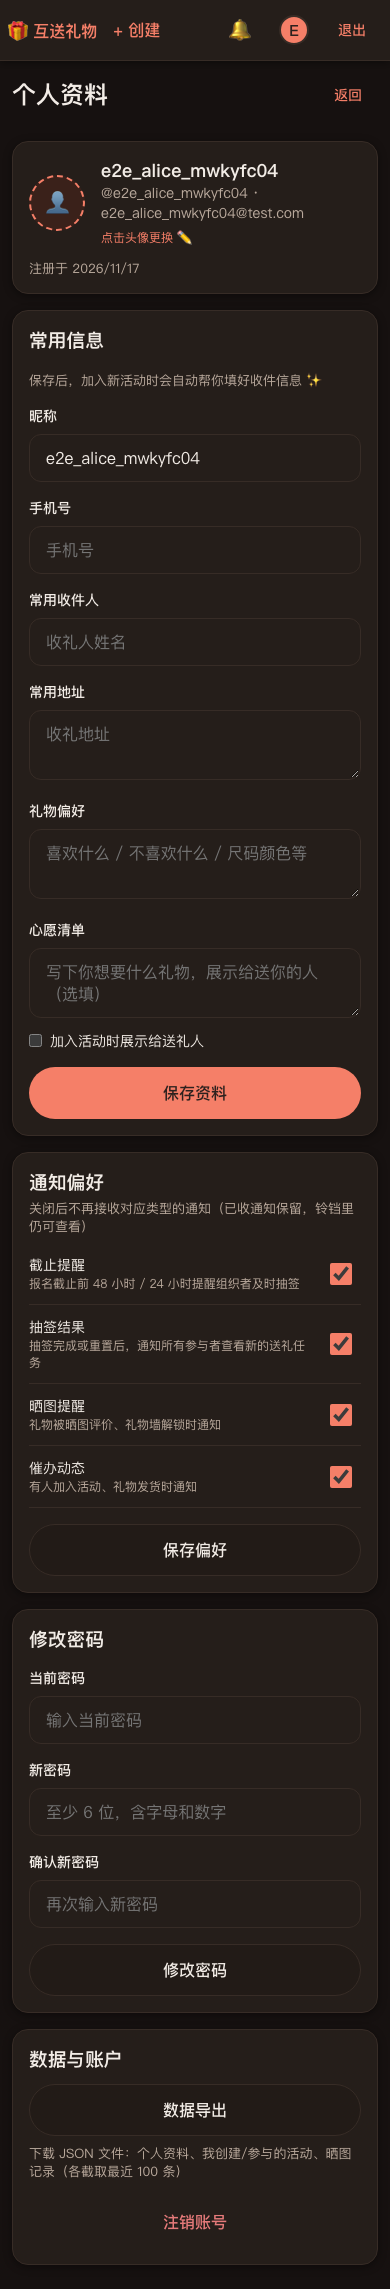 互送礼物 + 创建 E 退出
个人资料 返回
e2e_alice_mwkyfc04
@e2e_alice_mwkyfc04 ·
e2e_alice_mwkyfc04@test.com
点击头像更换 ✏️
注册于 2026/11/17
常用信息
保存后，加入新活动时会自动帮你填好收件信息 ✨
昵称
e2e_alice_mwkyfc04
手机号
手机号
常用收件人
收礼人姓名
常用地址
收礼地址
礼物偏好
喜欢什么 / 不喜欢什么 / 尺码颜色等
心愿清单
写下你想要什么礼物，展示给送你的人
（选填）
加入活动时展示给送礼人
保存资料
通知偏好
关闭后不再接收对应类型的通知（已收通知保留，铃铛里
仍可查看）
截止提醒
报名截止前 48 小时 / 24 小时提醒组织者及时抽签
抽签结果
抽签完成或重置后，通知所有参与者查看新的送礼任
务
晒图提醒
礼物被晒图评价、礼物墙解锁时通知
催办动态
有人加入活动、礼物发货时通知
保存偏好
修改密码
当前密码
输入当前密码
新密码
至少 6 位，含字母和数字
确认新密码
再次输入新密码
修改密码
数据与账户
数据导出
下载 JSON 文件：个人资料、我创建/参与的活动、晒图
记录（各截取最近 100 条）
注销账号